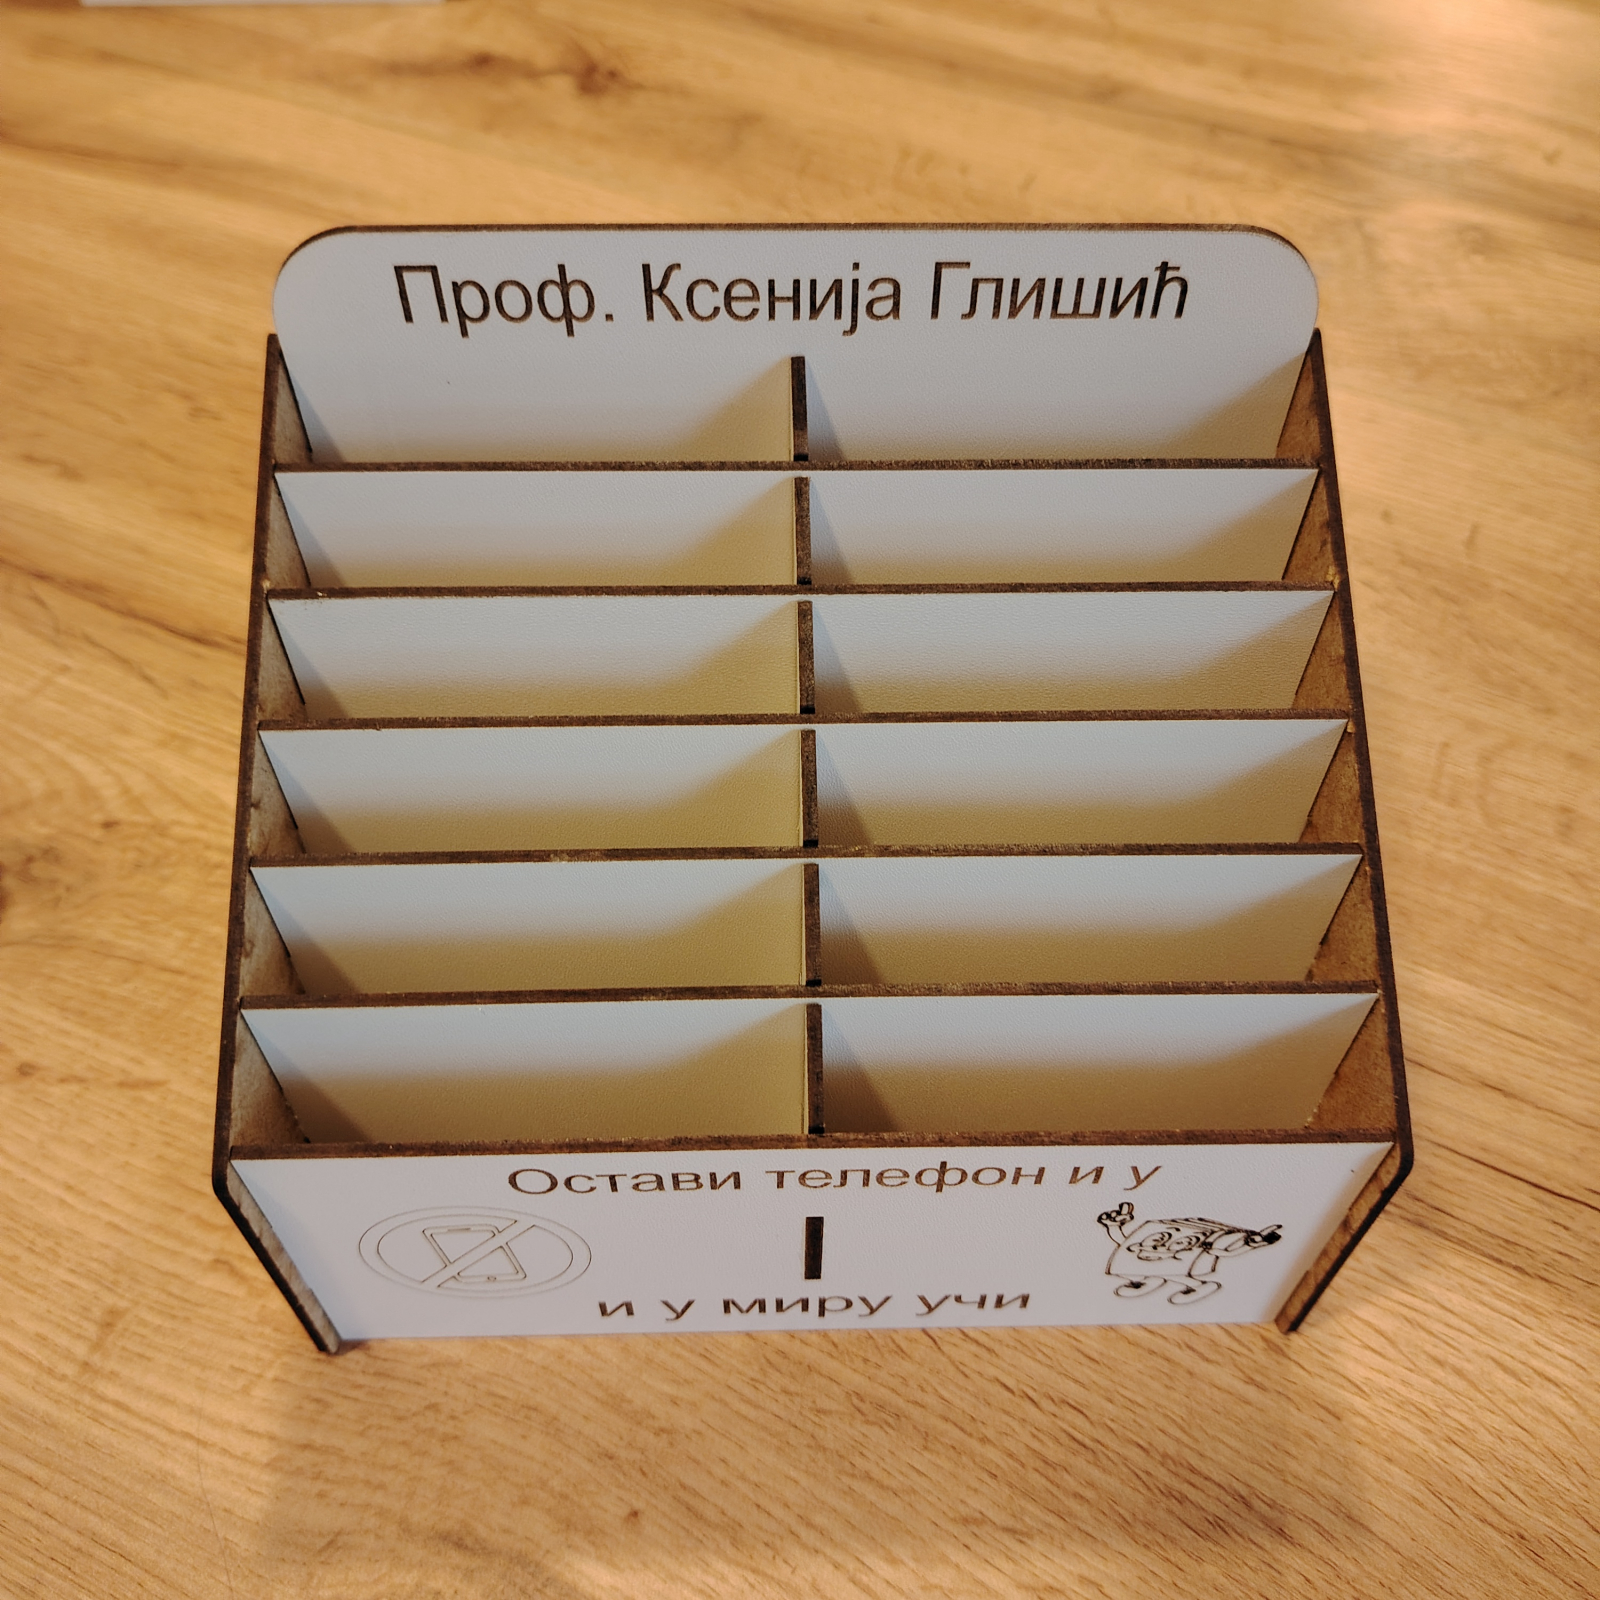 Проф. Ксенија Глишић
Остави телефон и у
и у миру учи